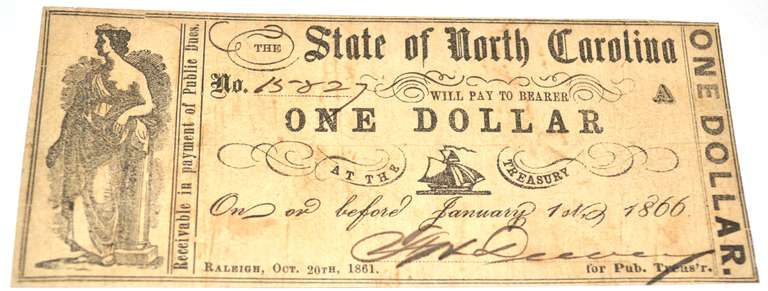 Receivable in payment of Public Dues.
THE State of North Carolina
No. 15827
WILL PAY TO BEARER
A
ONE DOLLAR
AT THE TREASURY
On or before January 1st, 1866
RALEIGH, OCT. 20TH, 1861.
for Pub. Treas'r.
ONE DOLLAR.